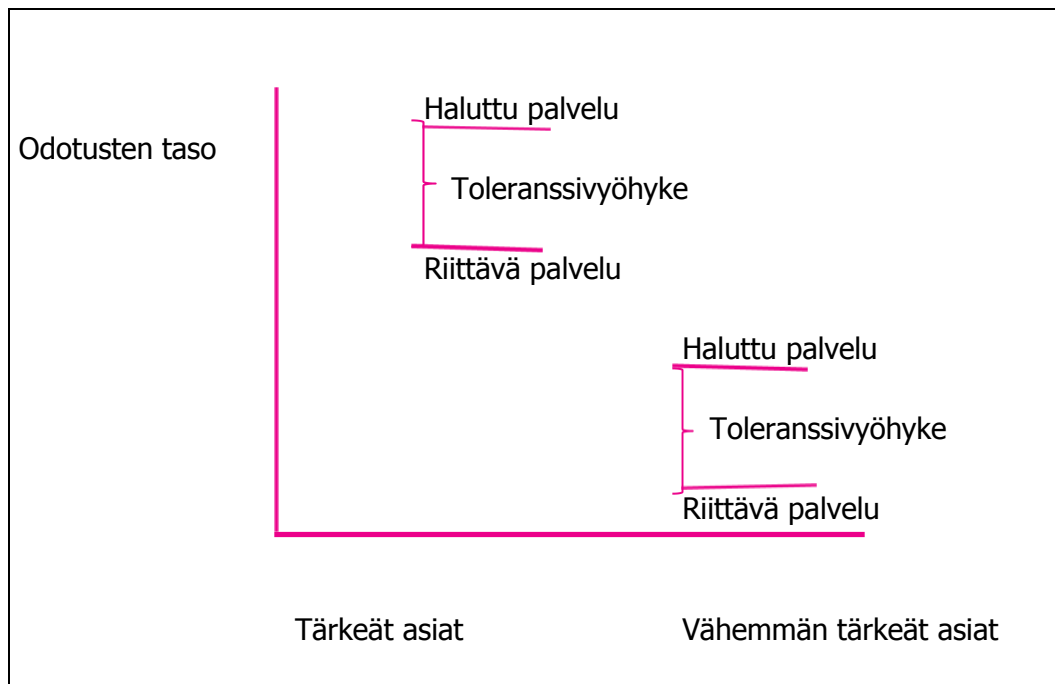 Haluttu palvelu
Odotusten taso
Toleranssivyöhyke
Riittävä palvelu
Haluttu palvelu
Toleranssivyöhyke
Riittävä palvelu
Tärkeät asiat
Vähemmän tärkeät asiat